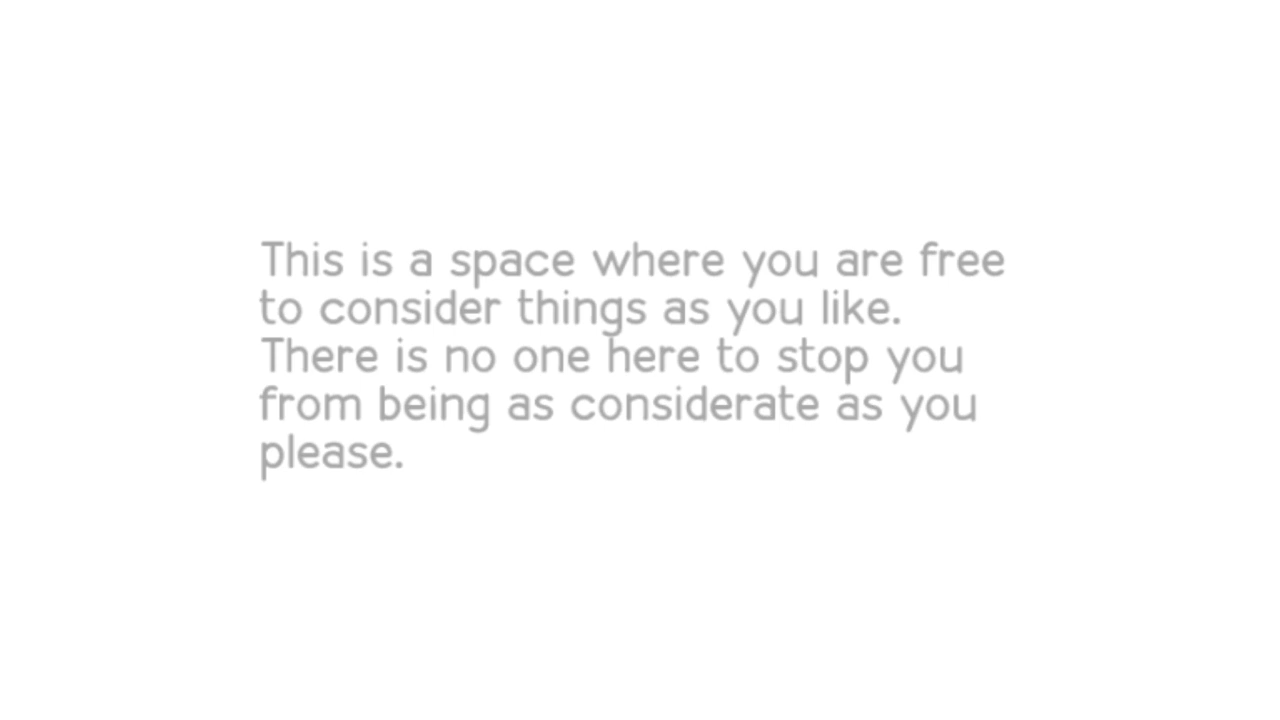 This is a space where you are free
to consider things as you like.
There is no one here to stop you
from being as considerate as you
please.